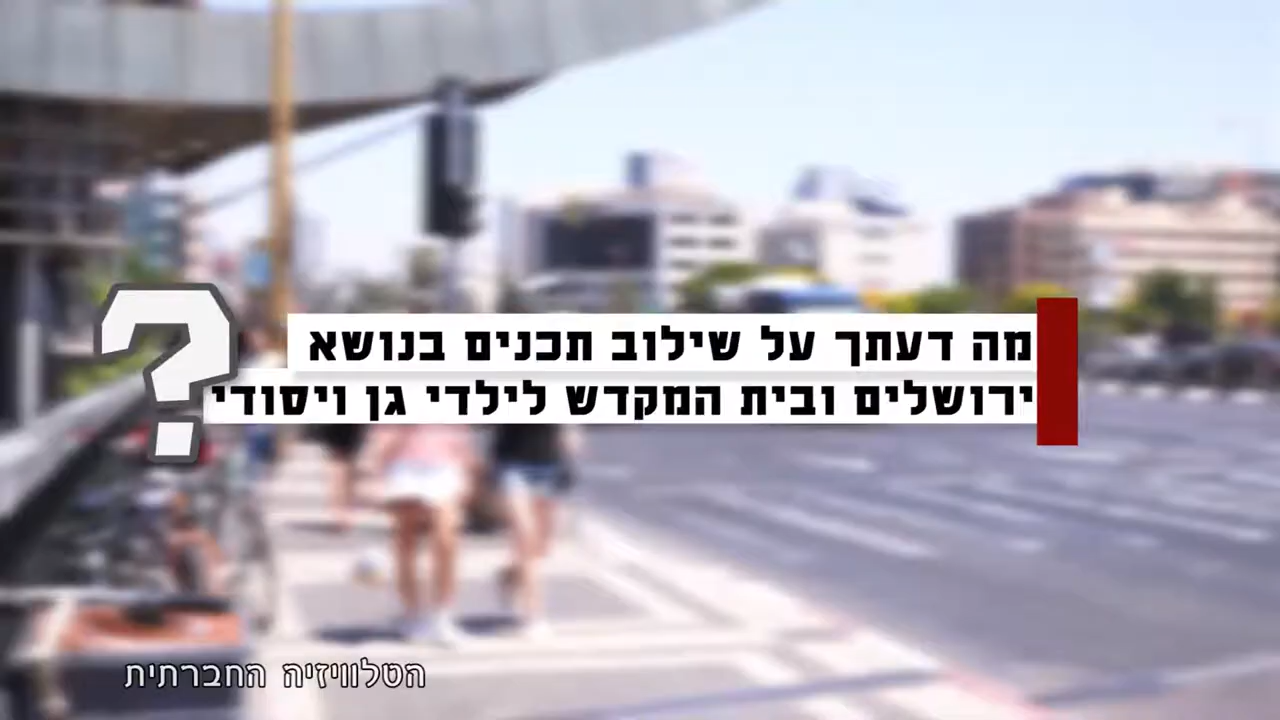 מה דעתך על שילוב תכנים בנושא
ירושלים ובית המקדש לילדי גן ויסודי?
הטלוויזיה החברתית